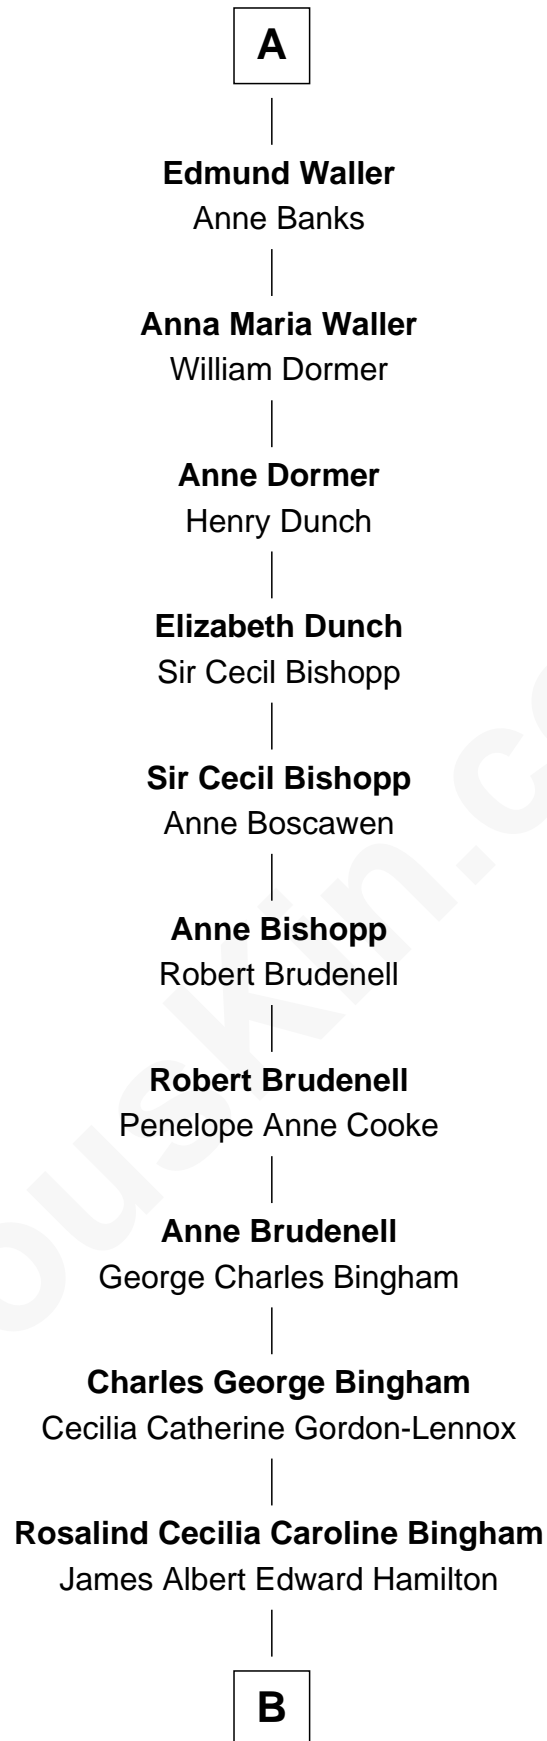 A
Edmund Waller
Anne Banks
Anna Maria Waller
William Dormer
Anne Dormer
Henry Dunch
Elizabeth Dunch
Sir Cecil Bishopp
Sir Cecil Bishopp
Anne Boscawen
Anne Bishopp
Robert Brudenell
Robert Brudenell
Penelope Anne Cooke
Anne Brudenell
George Charles Bingham
Charles George Bingham
Cecilia Catherine Gordon-Lennox
Rosalind Cecilia Caroline Bingham
James Albert Edward Hamilton
B